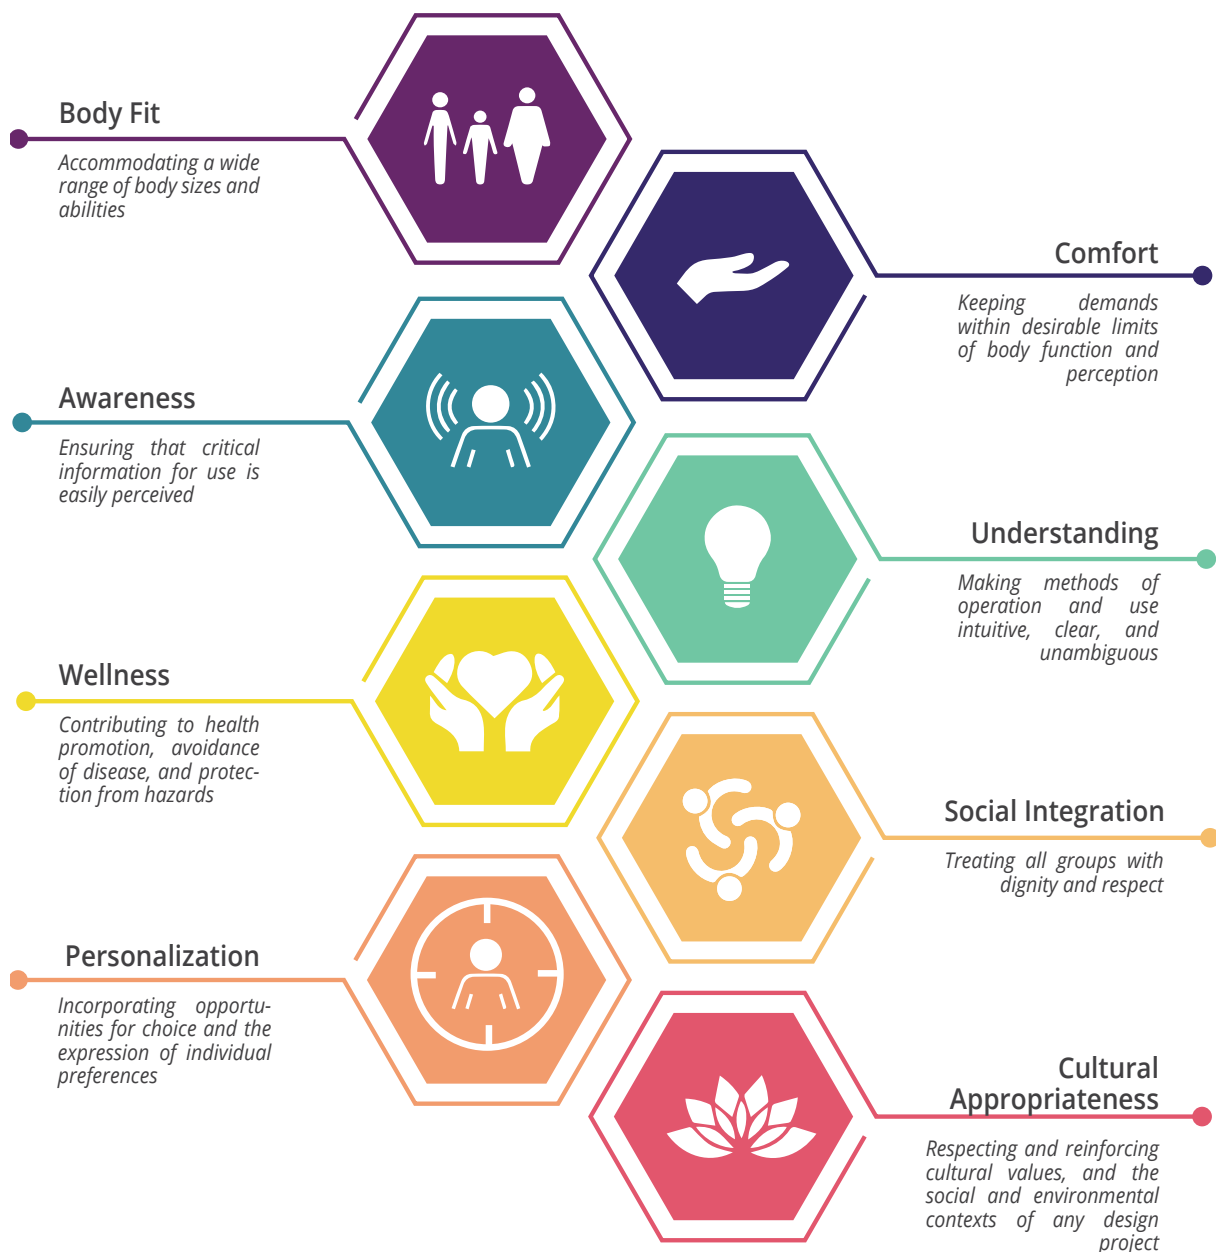 Body Fit
Accommodating a wide
range of body sizes and
abilities
Comfort
Keeping demands
within desirable limits
of body function and
perception
Awareness
Ensuring that critical
information for use is
easily perceived
Understanding
Making methods of
operation and use
intuitive, clear, and
unambiguous
Wellness
Contributing to health
promotion, avoidance
of disease, and protec-
tion from hazards
Social Integration
Treating all groups with
dignity and respect
Personalization
Incorporating opportu-
nities for choice and the
expression of individual
preferences
Cultural
Appropriateness
Respecting and reinforcing
cultural values, and the
social and environmental
contexts of any design
project